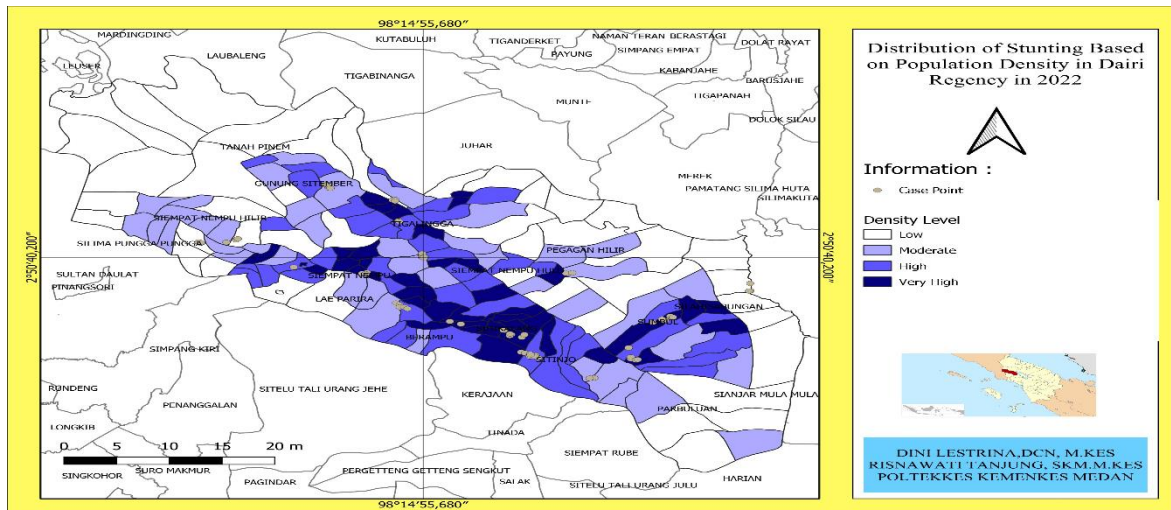 98°14'55,680"
MARDINGDING
KUTABULUH
TIGANDERKET
NAMAN TERAN BERASTAGI
DOLAT RAYAT
LAUBALENG
PAYUNG
SIMPANG EMPAT
LEUSER
TIGABINANGA
KABANJAHE
BARUSJAHE
MUNTE
TIGAPANAH
DOLOK SILAU
TANAH PINEM
JUHAR
MEREK
GUNUNG SITEMBER
PAMATANG SILIMA HUTA
SILIMAKUTA
SIEMPAT NEMPU HILIR
TIGALINGGA
SILIMA PUNGGA PUNGGA
PEGAGAN HILIR
2°50'40,200"
2°50'40,200"
SULTAN DAULAT
SIEMPAT NEMPU
SIEMPAT NEMPU HULU
PINANGSORI
LAE PARIRA
SUMBUL
BERAMPU
SIMPANG KIRI
SITINJO
RUNDENG
SITELU TALI URANG JEHE
KERAJAAN
SIANJAR MULA MULA
PENANGGALAN
PARBULUAN
LONGKIB
TINADA
0 5 10 15 20 m
SIEMPAT RUBE
SINGKOHOR
SURO MAKMUR
PERGETTENG GETTENG SENGKUT
HARIAN
PAGINDAR
SALAK
SITELU TALI URANG JULU
98°14'55,680"
Distribution of Stunting Based
on Population Density in Dairi
Regency in 2022
Information :
Case Point
Density Level
Low
Moderate
High
Very High
DINI LESTRINA,DCN, M.KES
RISNAWATI TANJUNG, SKM.M.KES
POLTEKKES KEMENKES MEDAN